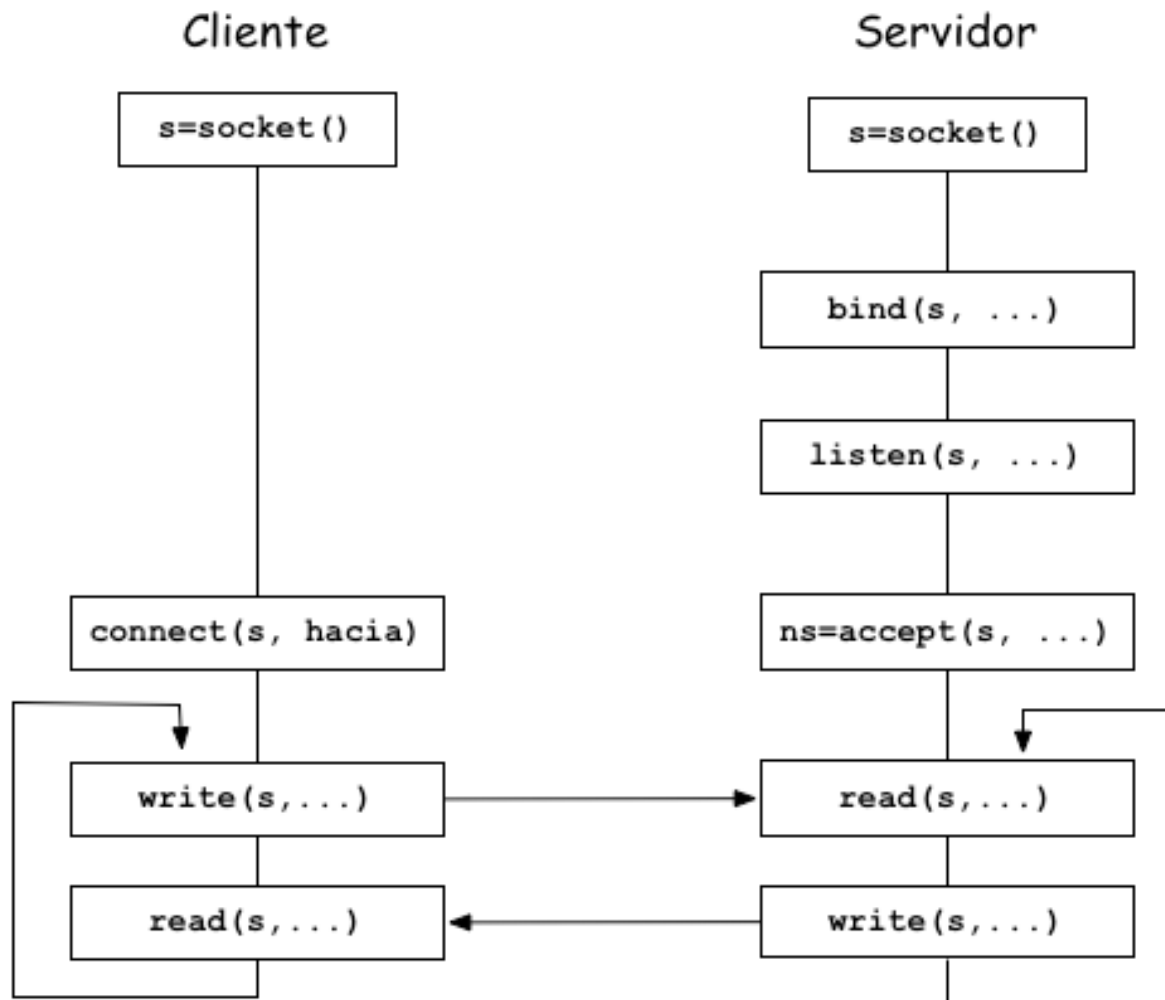 Cliente
Servidor
s=socket()
s=socket()
bind(s, ...)
listen(s, ...)
connect(s, hacia)
ns=accept(s, ...)
write(s,...)
read(s,...)
read(s,...)
write(s,...)